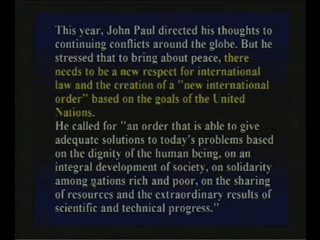 This year, John Paul directed his thoughts to
continuing conflicts around the globe. But he
stressed that to bring about peace, there
needs to be a new respect for international
law and the creation of a "new international
order" based on the goals of the United
Nations.
He called for "an order that is able to give
adequate solutions to today's problems based
on the dignity of the human being, on an
integral development of society, on solidarity
among nations rich and poor, on the sharing
of resources and the extraordinary results of
scientific and technical progress."